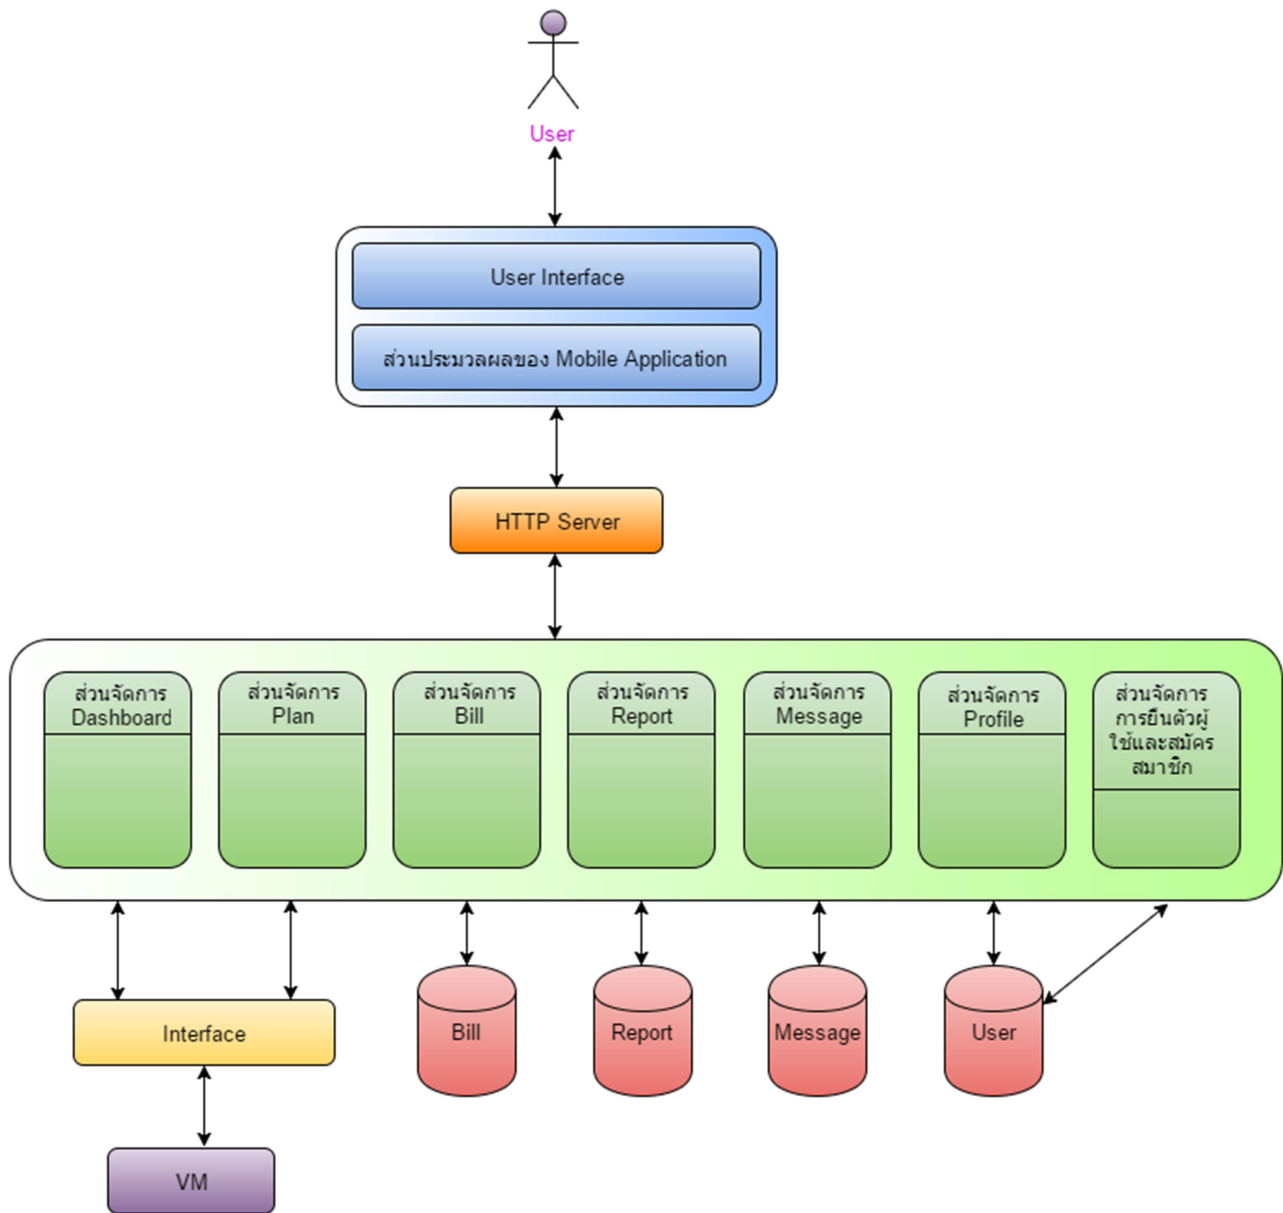 User
User Interface
ส่วนประมวลผลของ Mobile Application
HTTP Server
ส่วนจัดการ
Dashboard
ส่วนจัดการ
Plan
ส่วนจัดการ
Bill
ส่วนจัดการ
Report
ส่วนจัดการ
Message
ส่วนจัดการ
Profile
ส่วนจัดการ
การยืนตัวผู้
ใช้และสมัคร
สมาชิก
Interface
Bill
Report
Message
User
VM